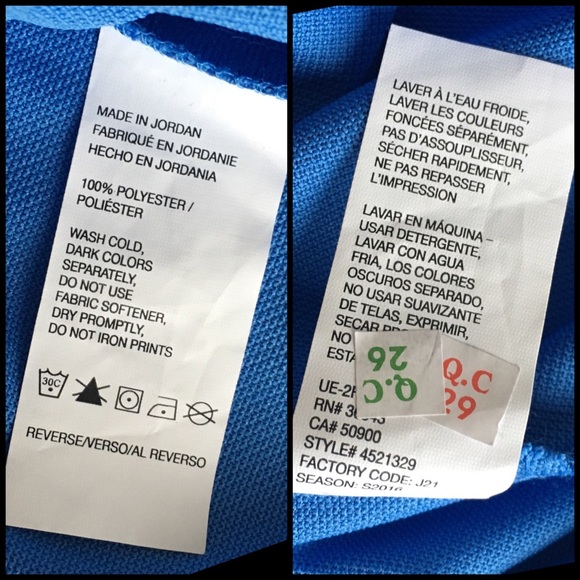 MADE IN JORDAN
FABRIQUÉ EN JORDANIE
HECHO EN JORDANIA
100% POLYESTER /
POLIÉSTER
WASH COLD,
DARK COLORS
SEPARATELY,
DO NOT USE
FABRIC SOFTENER,
DRY PROMPTLY,
DO NOT IRON PRINTS
30C
REVERSE/VERSO/AL REVERSO
LAVER À L'EAU FROIDE,
LAVER LES COULEURS
FONCÉES SÉPARÉMENT,
PAS D'ASSOUPLISSEUR,
SÉCHER RAPIDEMENT,
NE PAS REPASSER
L'IMPRESSION
LAVAR EN MÁQUINA –
USAR DETERGENTE,
LAVAR CON AGUA
FRIA, LOS COLORES
OSCUROS SEPARADO,
NO USAR SUAVIZANTE
DE TELAS, EXPRIMIR,
SECAR
NO
Q.C
26
Q.C
29
RN#
CA# 50900
STYLE# 4521329
FACTORY CODE: J21
SEASON: S2016